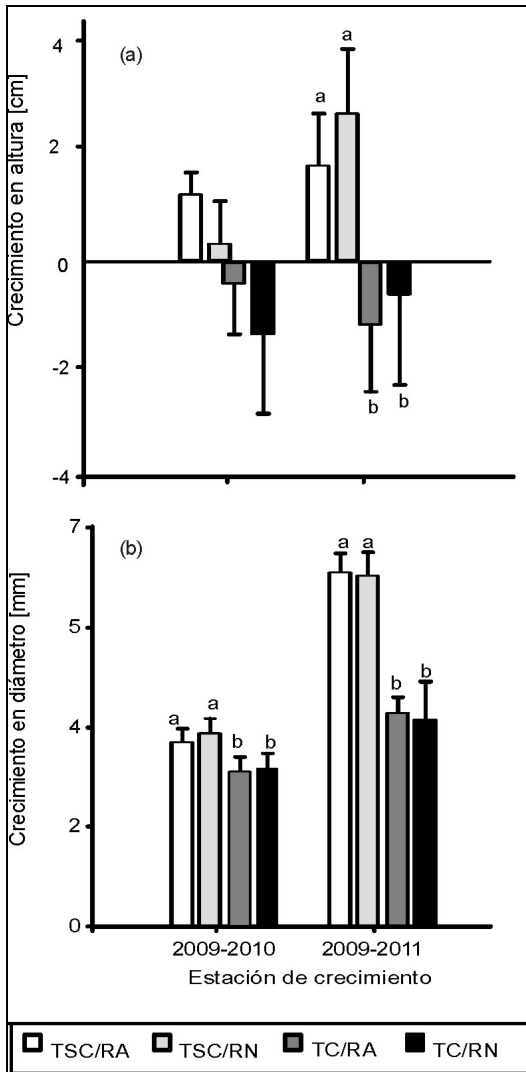 Crecimiento en altura [cm]
4
2
0
-2
-4
(a)
a
a
b
b
Crecimiento en diámetro [mm]
7
5
4
2
0
(b)
a
a
b
b
a
a
b
b
2009-2010
2009-2011
Estación de crecimiento
TSC/RA TSC/RN TC/RA TC/RN